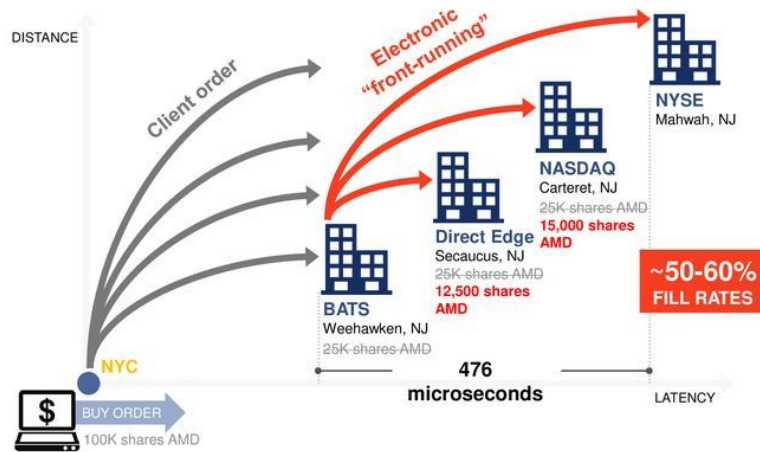 DISTANCE
Client order
Electronic
“front-running”
NYSE
Mahwah, NJ
NASDAQ
Carteret, NJ
25K shares AMD
15,000 shares
AMD
Direct Edge
Secaucus, NJ
25K shares AMD
12,500 shares
AMD
~50-60%
FILL RATES
BATS
Weehawken, NJ
25K shares AMD
NYC
476
microseconds
LATENCY
$
BUY ORDER
100K shares AMD